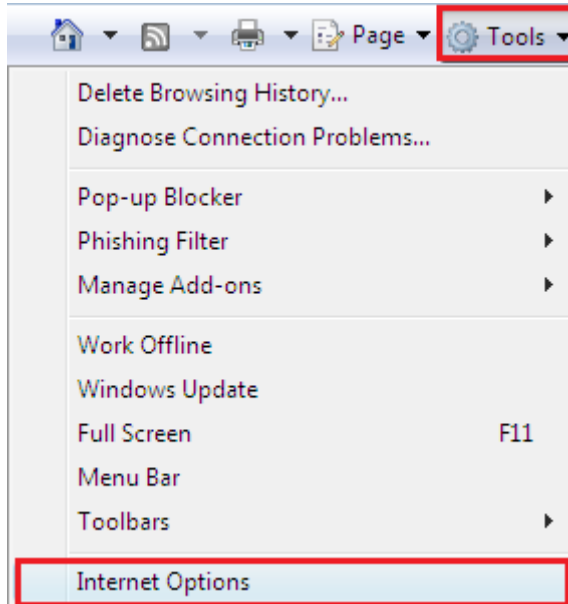 Page Tools
Delete Browsing History...
Diagnose Connection Problems...
Pop-up Blocker
Phishing Filter
Manage Add-ons
Work Offline
Windows Update
Full Screen F11
Menu Bar
Toolbars
Internet Options